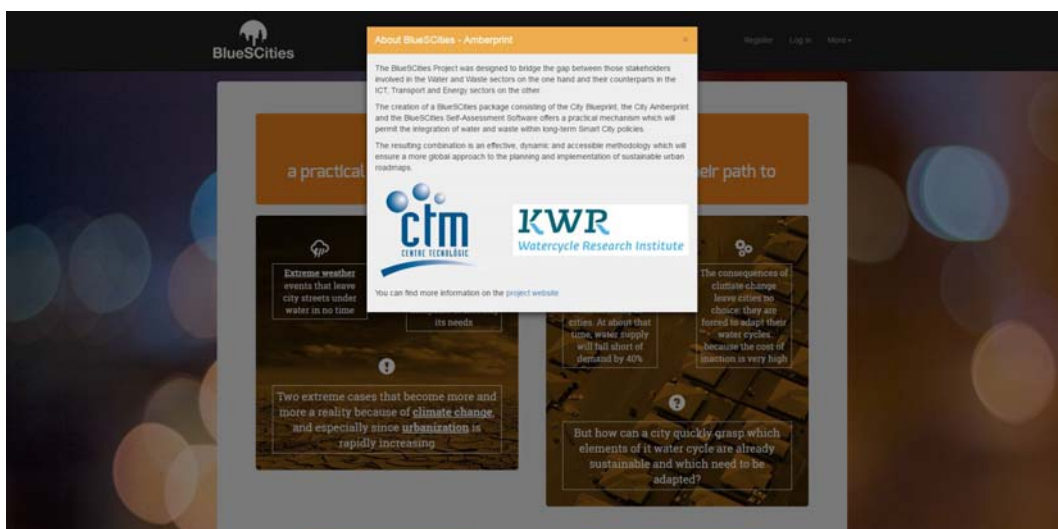 BlueSCities
Register Log in More
About BlueSCities - Amberprint
×
The BlueSCities Project was designed to bridge the gap between those stakeholders
involved in the Water and Waste sectors on the one hand and their counterparts in the
ICT, Transport and Energy sectors on the other.
The creation of a BlueSCities package consisting of the City Blueprint, the City Amberprint
and the BlueSCities Self-Assessment Software offers a practical mechanism which will
permit the integration of water and waste within long-term Smart City policies.
The resulting combination is an effective, dynamic and accessible methodology which will
ensure a more global approach to the planning and implementation of sustainable urban
roadmaps.
ctm
CENTRE TECNOLÒGIC
KWR
Watercycle Research Institute
You can find more information on the project website
a practical
eir path to
Extreme weather
events that leave
city streets under
water in no time
its needs
Two extreme cases that become more and
more a reality because of climate change,
and especially since urbanization is
rapidly increasing
cities. At about that
time, water supply
will fall short of
demand by 40%
The consequences of
climate change
leave cities no
choice: they are
forced to adapt their
water cycles
because the cost of
inaction is very high
But how can a city quickly grasp which
elements of it water cycle are already
sustainable and which need to be
adapted?